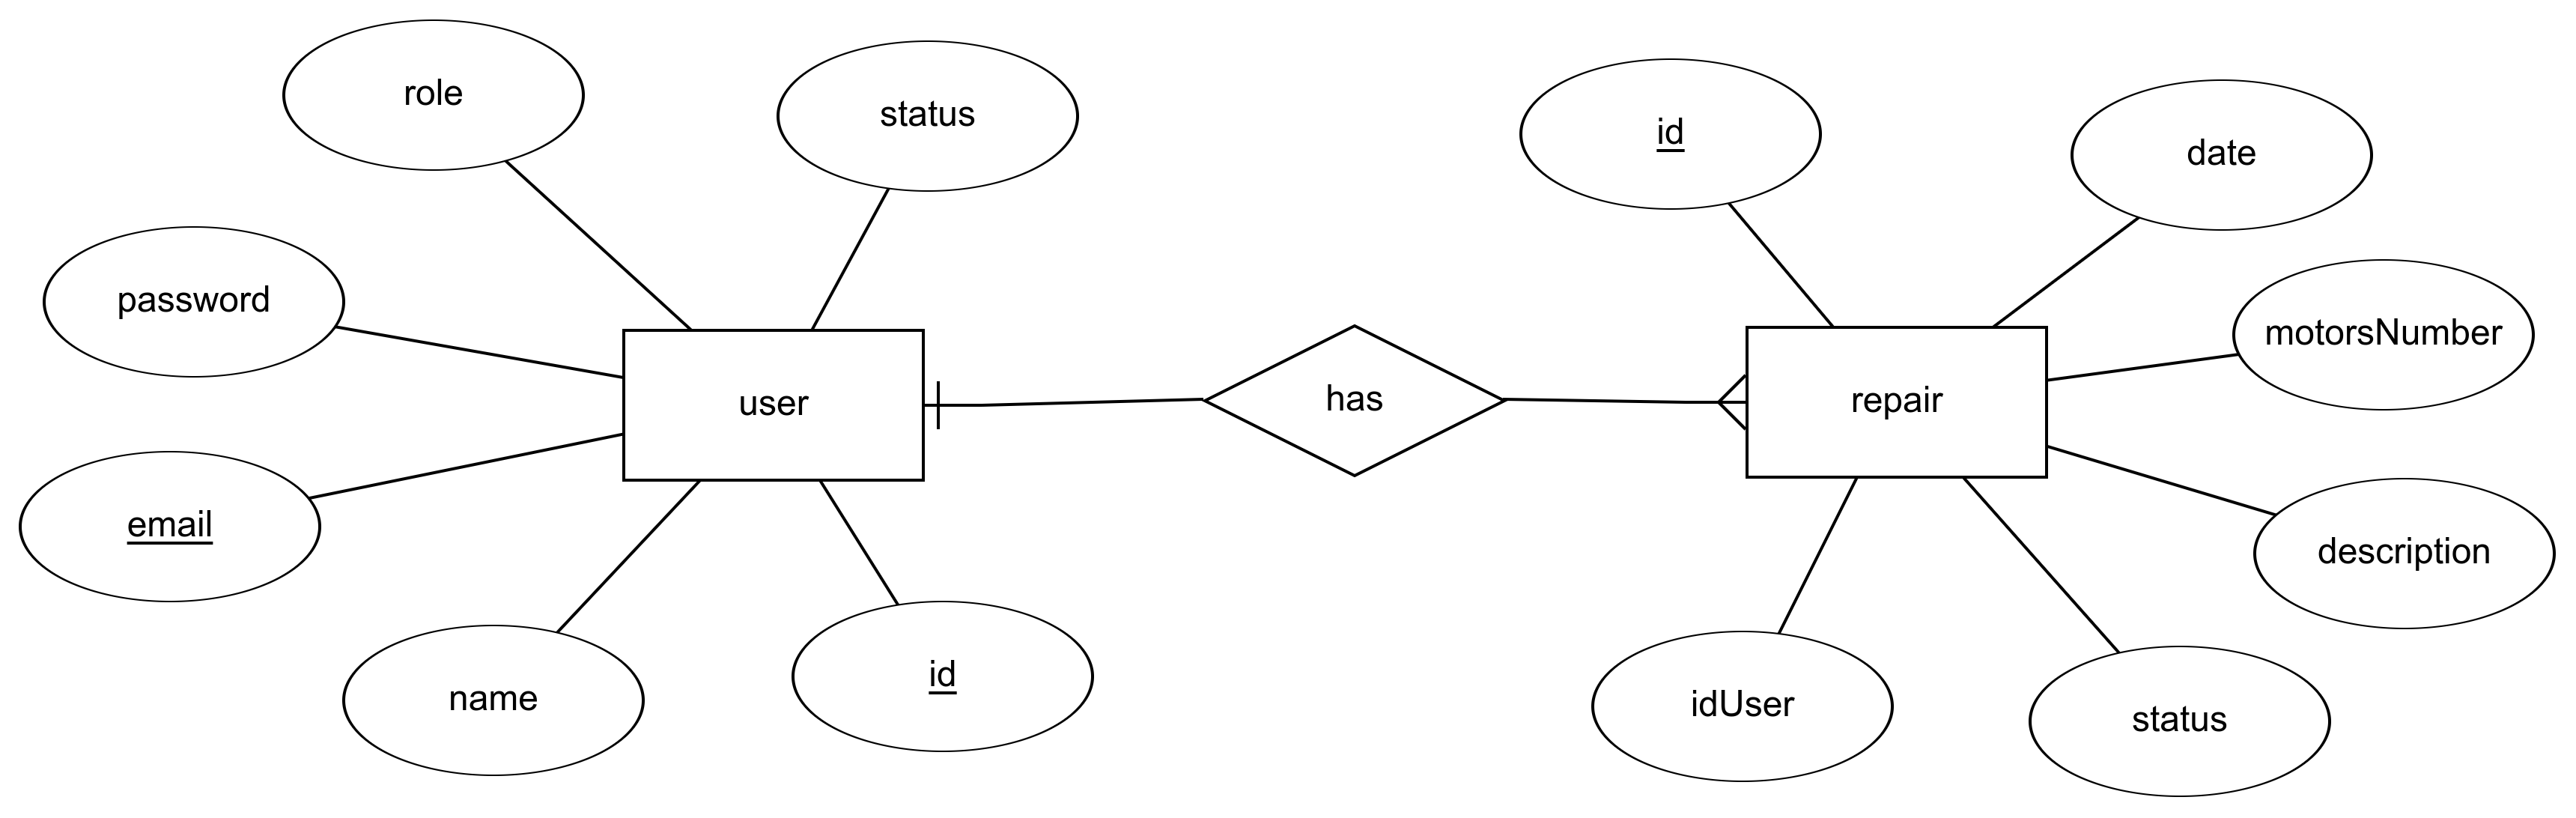 role
status
id
date
password
motorsNumber
user
has
repair
email
description
name
id
idUser
status